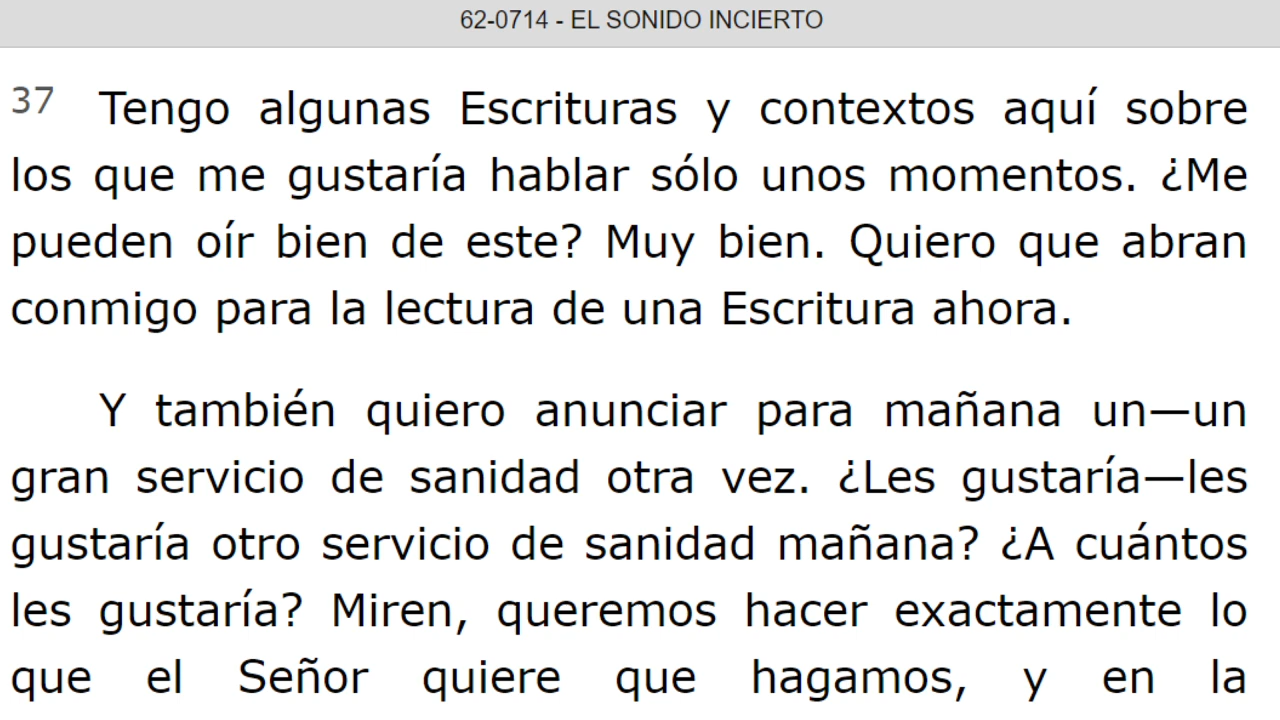 62-0714 - EL SONIDO INCIERTO
37 Tengo algunas Escrituras y contextos aquí sobre
los que me gustaría hablar sólo unos momentos. ¿Me
pueden oír bien de este? Muy bien. Quiero que abran
conmigo para la lectura de una Escritura ahora.
Y también quiero anunciar para mañana un—un
gran servicio de sanidad otra vez. ¿Les gustaría—les
gustaría otro servicio de sanidad mañana? ¿A cuántos
les gustaría? Miren, queremos hacer exactamente lo
que el Señor quiere que hagamos, y en la